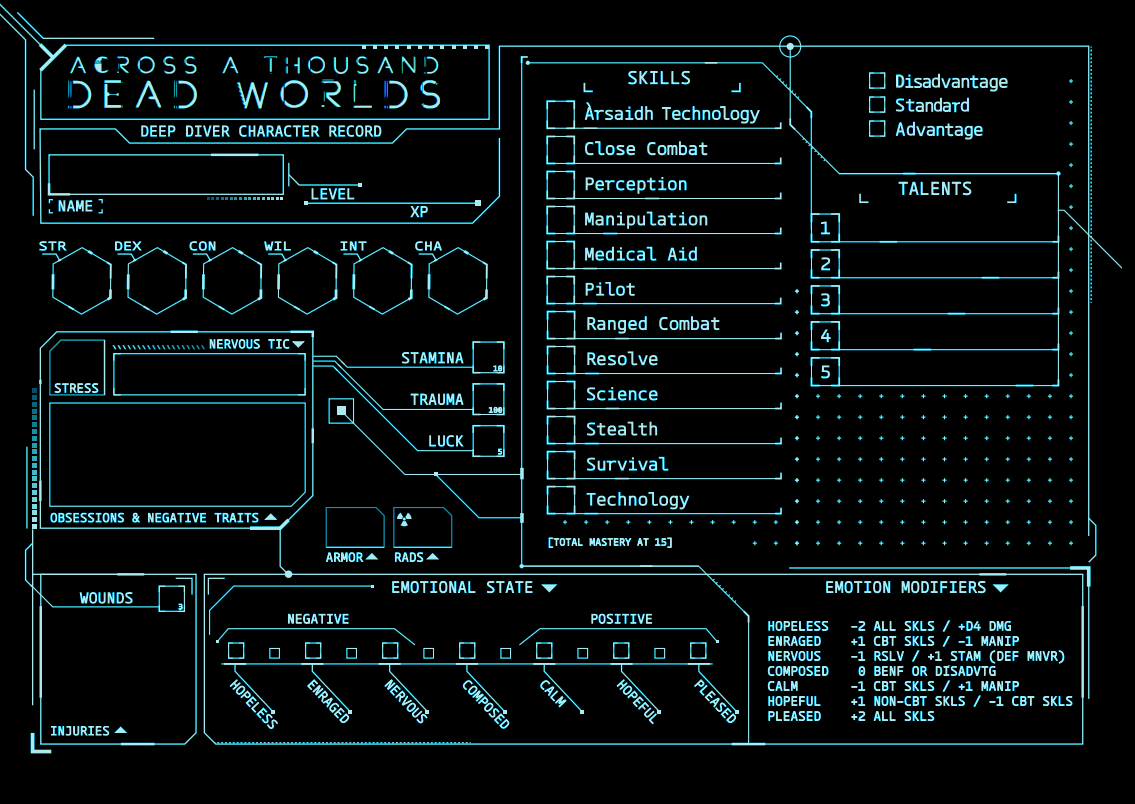 ACROSS A THOUSAND
DEAD WORLDS
DEEP DIVER CHARACTER RECORD
NAME
LEVEL
XP
STR DEX CON WIL INT CHA
STRESS
NERVOUS TIC
OBSESSIONS & NEGATIVE TRAITS
STAMINA 10
TRAUMA 100
LUCK 5
ARMOR
RADS
SKILLS
Arsaidh Technology
Close Combat
Perception
Manipulation
Medical Aid
Pilot
Ranged Combat
Resolve
Science
Stealth
Survival
Technology
[TOTAL MASTERY AT 15]
Disadvantage
Standard
Advantage
TALENTS
1
2
3
4
5
WOUNDS 3
INJURIES
EMOTIONAL STATE
NEGATIVE
POSITIVE
HOPELESS
ENRAGED
NERVOUS
COMPOSED
CALM
HOPEFUL
PLEASED
EMOTION MODIFIERS
HOPELESS -2 ALL SKLS / +D4 DMG
ENRAGED +1 CBT SKLS / -1 MANIP
NERVOUS -1 RSLV / +1 STAM (DEF MNVR)
COMPOSED 0 BENF OR DISADVTG
CALM -1 CBT SKLS / +1 MANIP
HOPEFUL +1 NON-CBT SKLS / -1 CBT SKLS
PLEASED +2 ALL SKLS